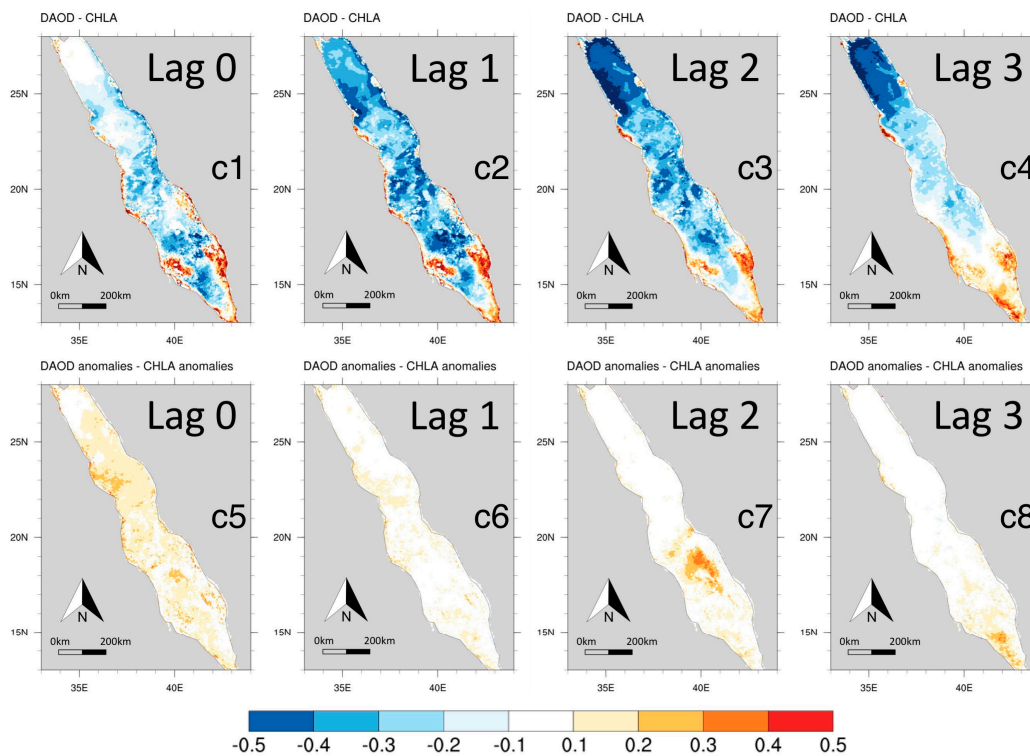 DAOD - CHLA DAOD - CHLA DAOD - CHLA DAOD - CHLA
Lag 0 Lag 1 Lag 2 Lag 3
25N 25N 25N 25N
c1 c2 c3 c4
20N 20N 20N 20N
N N N N
15N 15N 15N 15N
0km 200km 0km 200km 0km 200km 0km 200km
35E 40E 35E 40E 35E 40E 35E 40E
DAOD anomalies - CHLA anomalies DAOD anomalies - CHLA anomalies DAOD anomalies - CHLA anomalies DAOD anomalies - CHLA anomalies
Lag 0 Lag 1 Lag 2 Lag 3
25N 25N 25N 25N
c5 c6 c7 c8
20N 20N 20N 20N
N N N N
15N 15N 15N 15N
0km 200km 0km 200km 0km 200km 0km 200km
35E 40E 35E 40E 35E 40E 35E 40E
-0.5 -0.4 -0.3 -0.2 -0.1 0.1 0.2 0.3 0.4 0.5